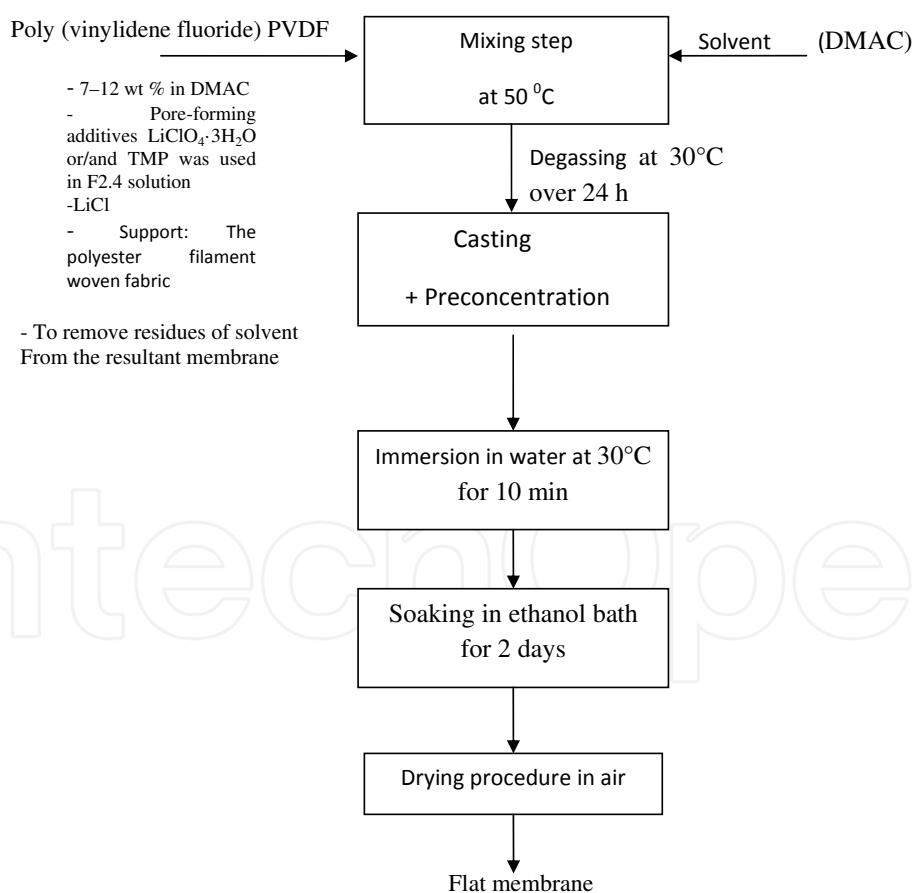 Poly (vinylidene fluoride) PVDF
Mixing step
at 50 ⁰C
Solvent (DMAC)
- 7–12 wt % in DMAC
- Pore-forming
additives LiClO₄·3H₂O
or/and TMP was used
in F2.4 solution
-LiCl
- Support: The
polyester filament
woven fabric
- To remove residues of solvent
From the resultant membrane
Degassing at 30°C
over 24 h
Casting
+ Preconcentration
Immersion in water at 30°C
for 10 min
Soaking in ethanol bath
for 2 days
Drying procedure in air
Flat membrane
ntechOpe